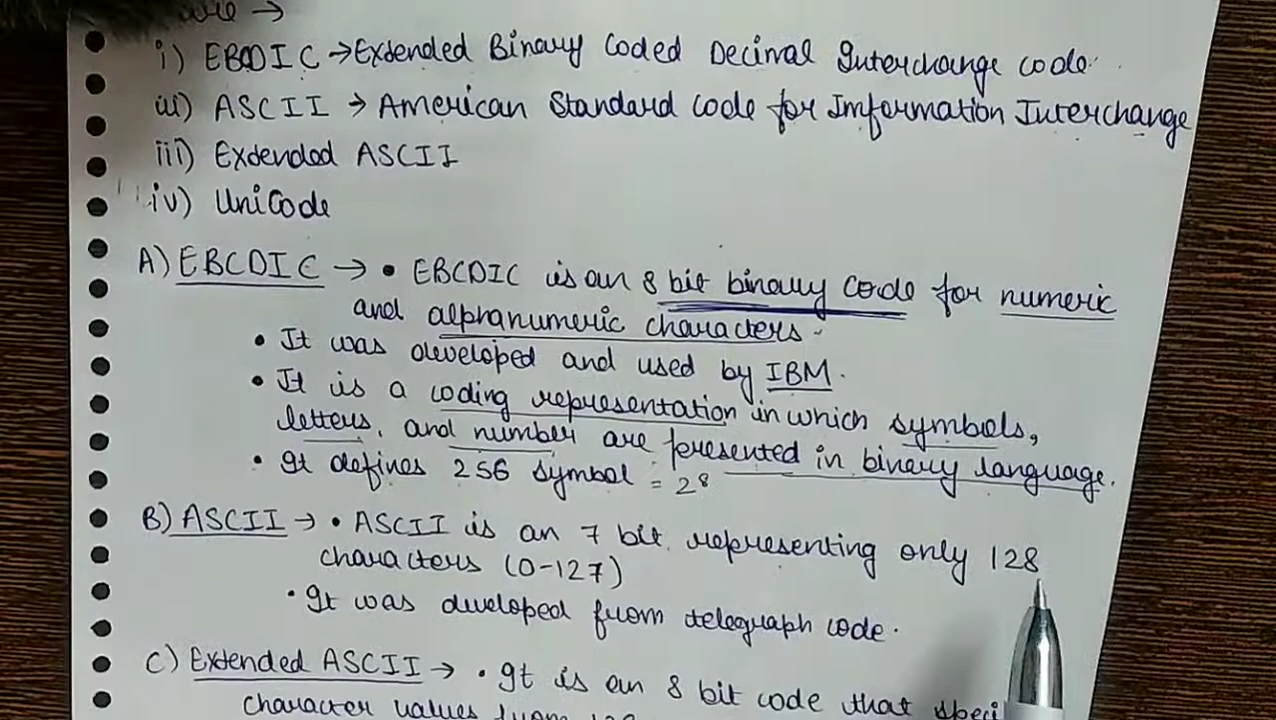 i) EBCDIC → Extended Binary Coded Decimal Interchange code.
ii) ASCII → American Standard Code for Information Interchange
iii) Extended ASCII
iv) UniCode
A) EBCDIC → • EBCDIC is an 8 bit binary code for numeric
and alphanumeric characters.
• It was developed and used by IBM.
• It is a coding representation in which symbols,
letters, and number are presented in binary language.
• It defines 256 symbol = 2⁸
B) ASCII → • ASCII is an 7 bit representing only 128
characters (0-127)
• It was developed from telegraph code.
C) Extended ASCII → • It is an 8 bit code that
character values from